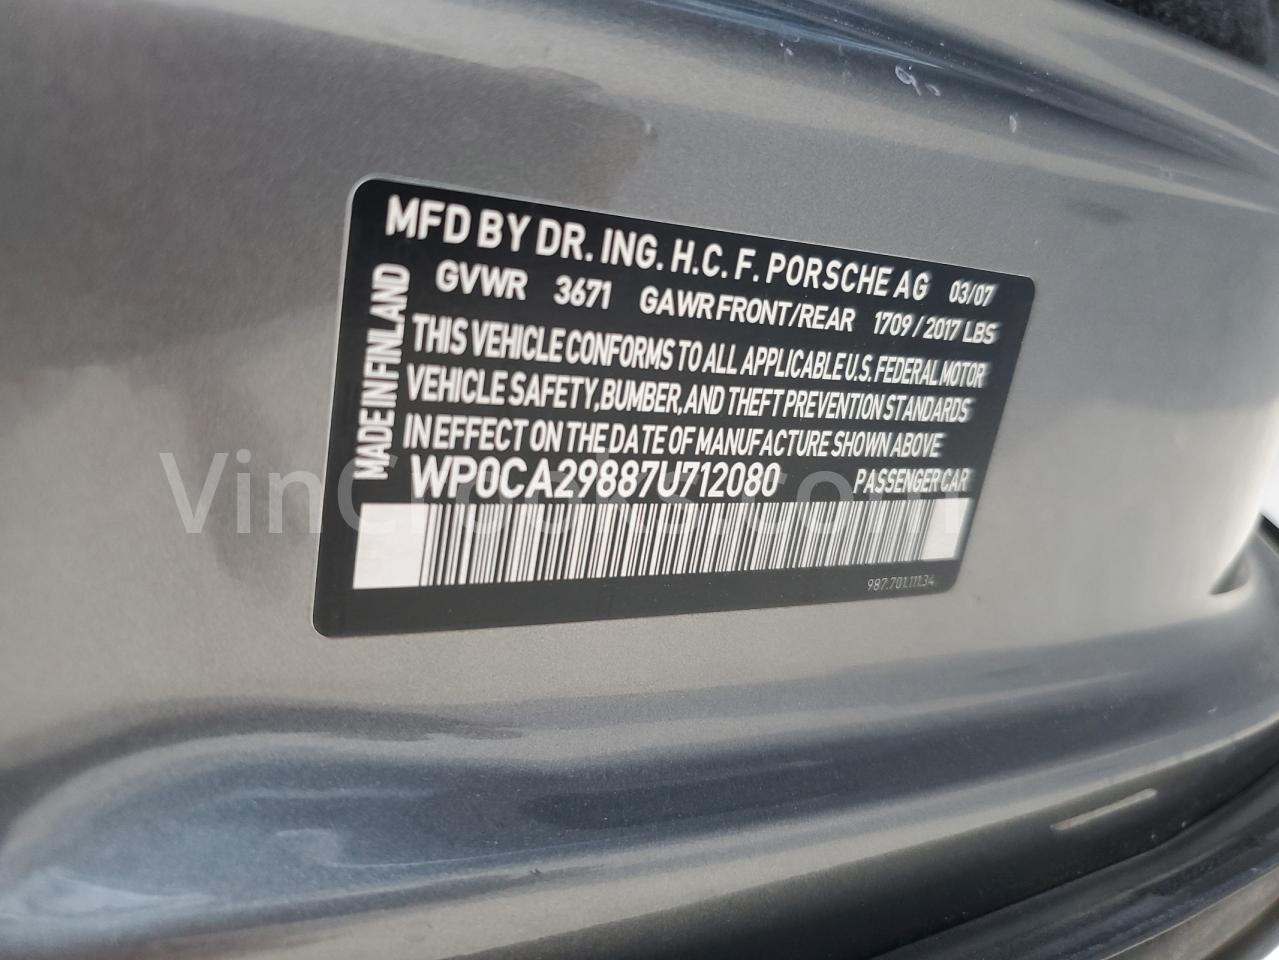 MFD BY DR. ING. H.C. F. PORSCHE AG 03/07
GVWR 3671 GAWR FRONT/REAR 1709 / 2017 LBS
THIS VEHICLE CONFORMS TO ALL APPLICABLE U.S. FEDERAL MOTOR
VEHICLE SAFETY, BUMBER, AND THEFT PREVENTION STANDARDS
IN EFFECT ON THE DATE OF MANUFACTURE SHOWN ABOVE
WP0CA29887U712080 PASSENGER CAR
MADE IN FINLAND
987.701.111.34
VinCrooks.com